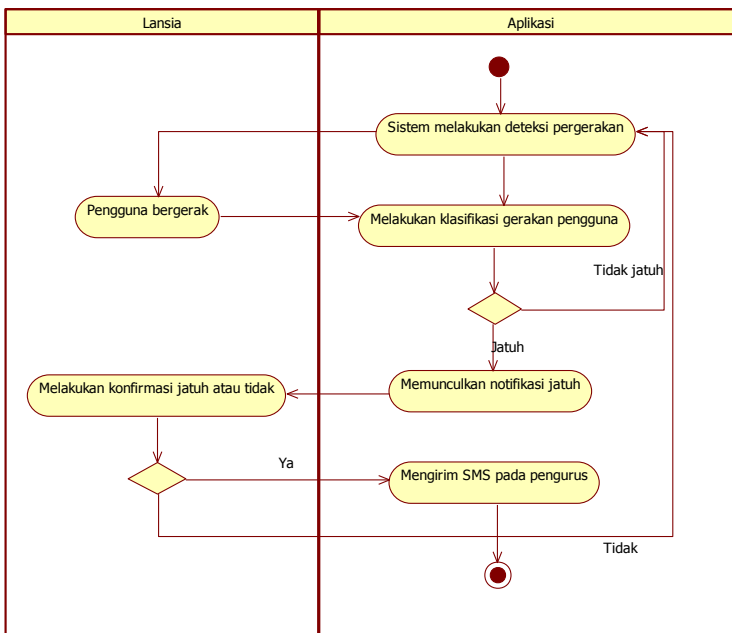 Lansia
Aplikasi
Sistem melakukan deteksi pergerakan
Pengguna bergerak
Melakukan klasifikasi gerakan pengguna
Tidak jatuh
Jatuh
Melakukan konfirmasi jatuh atau tidak
Memunculkan notifikasi jatuh
Ya
Mengirim SMS pada pengurus
Tidak